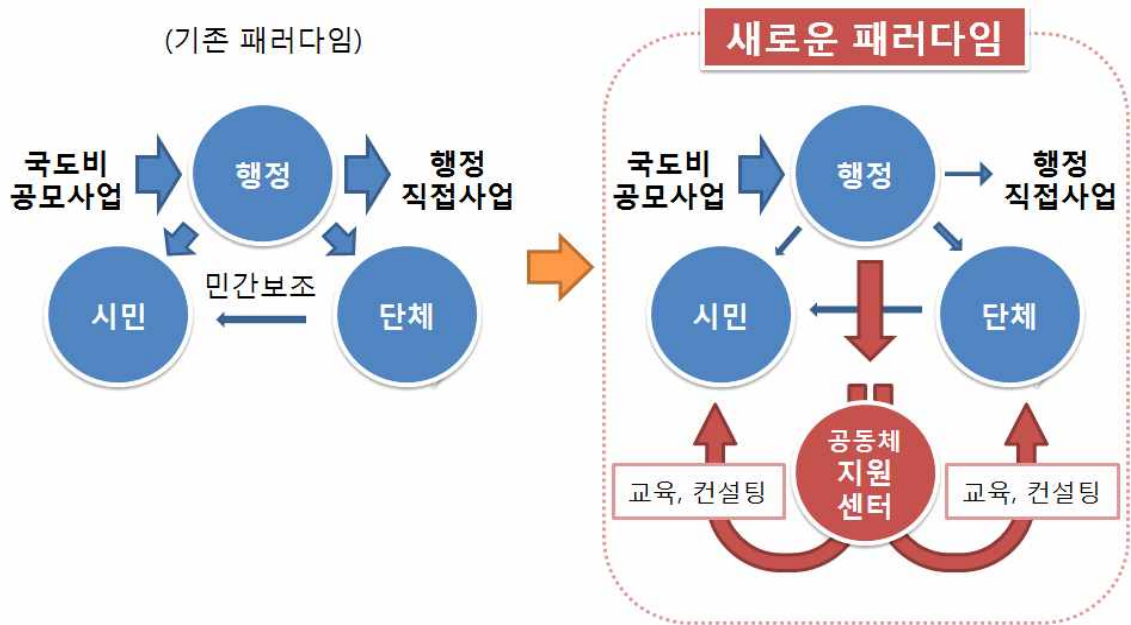 (기존 패러다임)
국도비
공모사업
행정
행정
직접사업
시민
민간보조
단체
새로운 패러다임
국도비
공모사업
행정
행정
직접사업
시민
단체
공동체
지원
센터
교육, 컨설팅
교육, 컨설팅